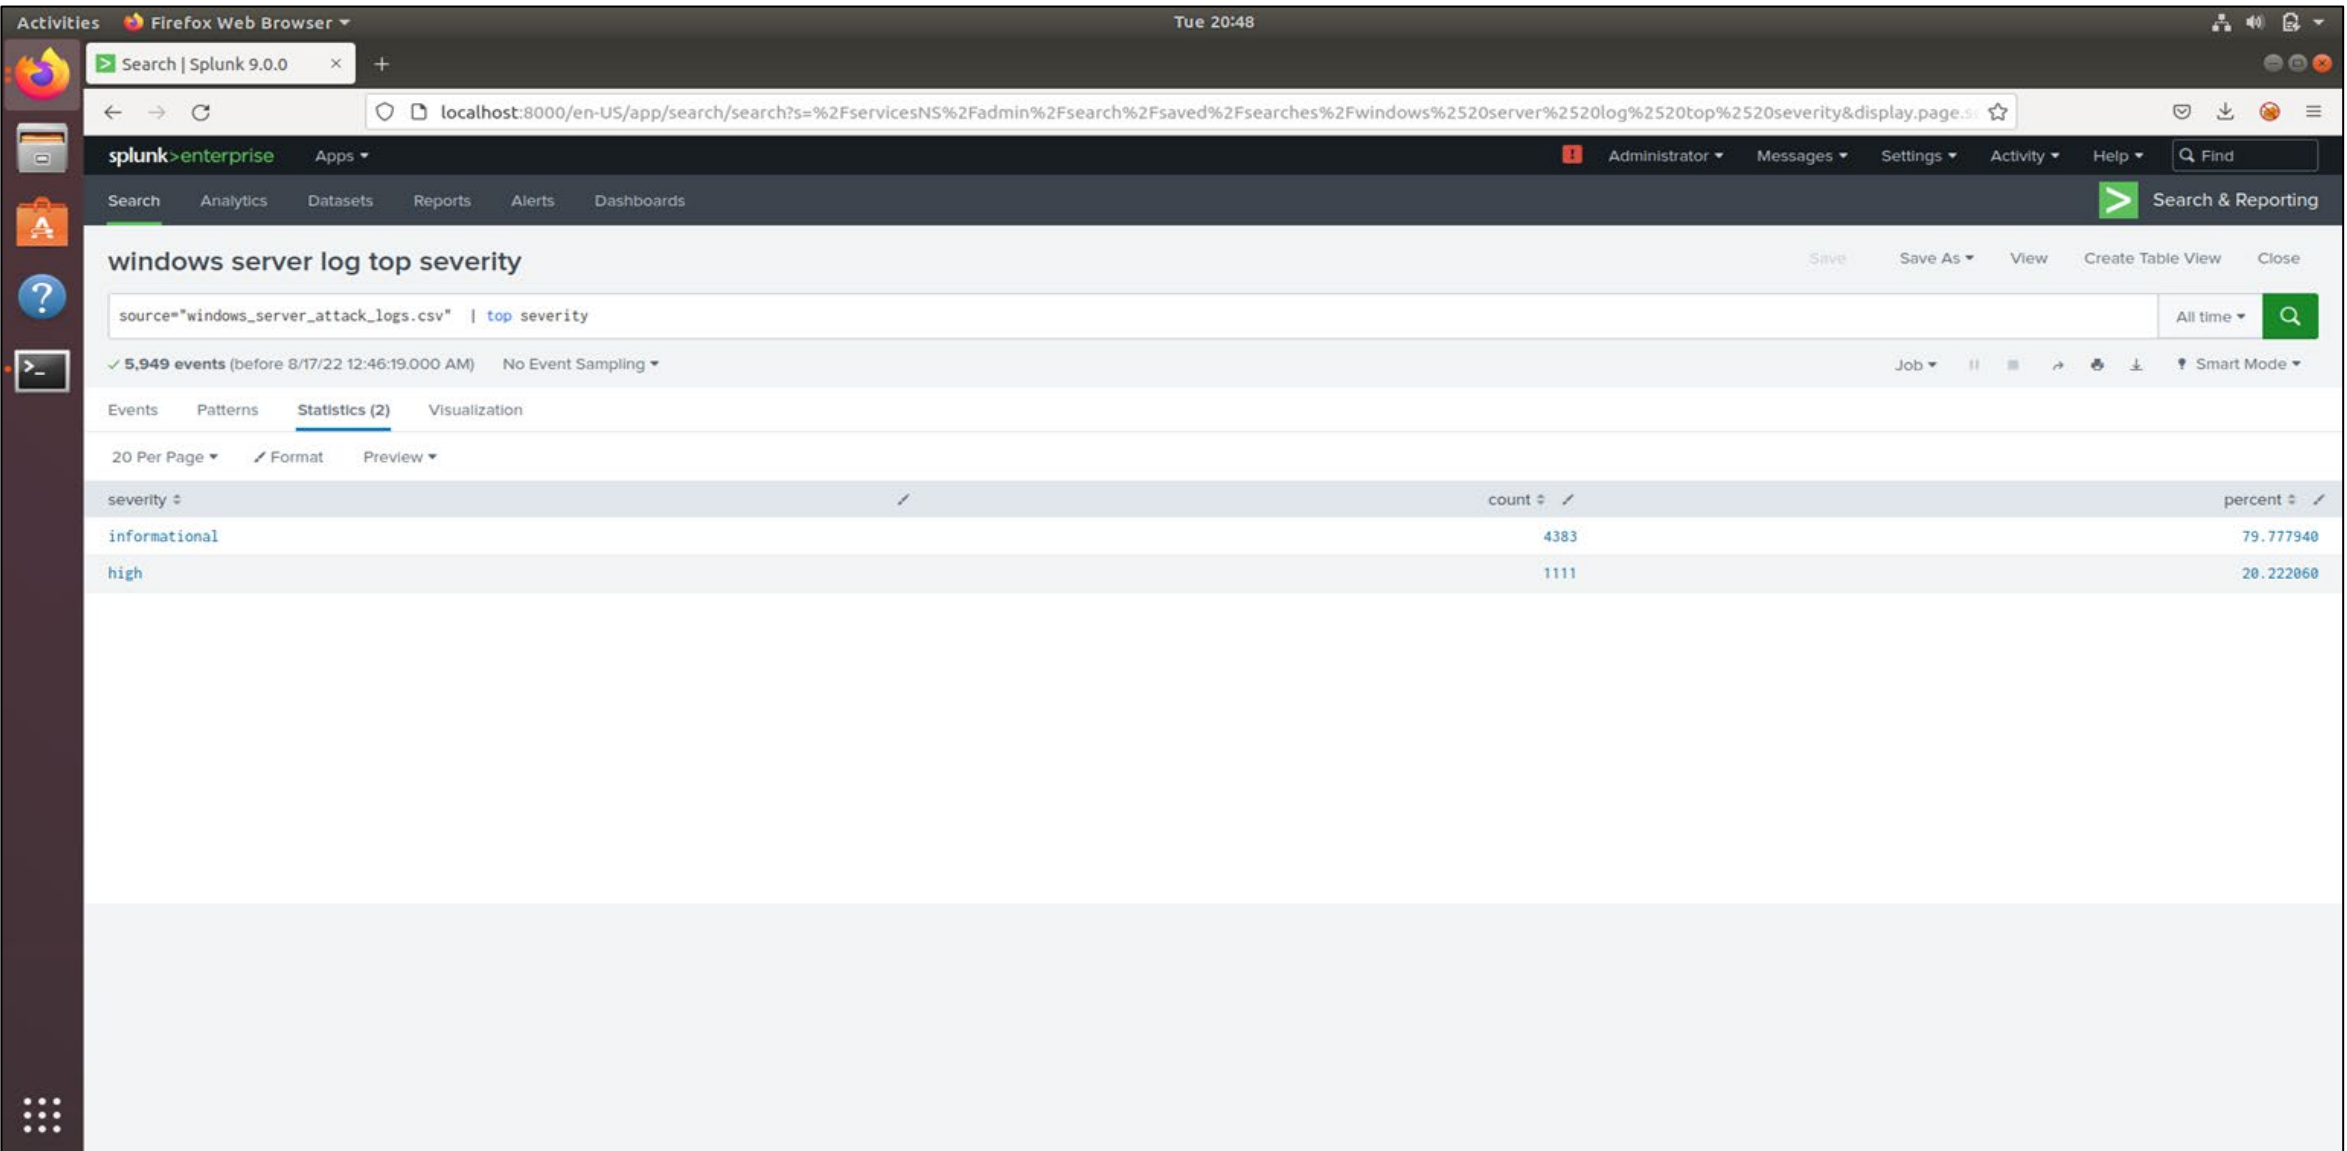 Activities Firefox Web Browser Tue 20:48
Search | Splunk 9.0.0
localhost:8000/en-US/app/search/search?s=%2FservicesNS%2Fadmin%2Fsearch%2Fsaved%2Fsearches%2Fwindows%2520server%2520log%2520top%2520severity&display.page.s
splunk>enterprise Apps Administrator Messages Settings Activity Help Find
Search Analytics Datasets Reports Alerts Dashboards Search & Reporting
windows server log top severity Save Save As View Create Table View Close
source="windows_server_attack_logs.csv" | top severity All time
5,949 events (before 8/17/22 12:46:19.000 AM) No Event Sampling Job Smart Mode
Events Patterns Statistics (2) Visualization
20 Per Page Format Preview
severity count percent
informational 4383 79.777940
high 1111 20.222060